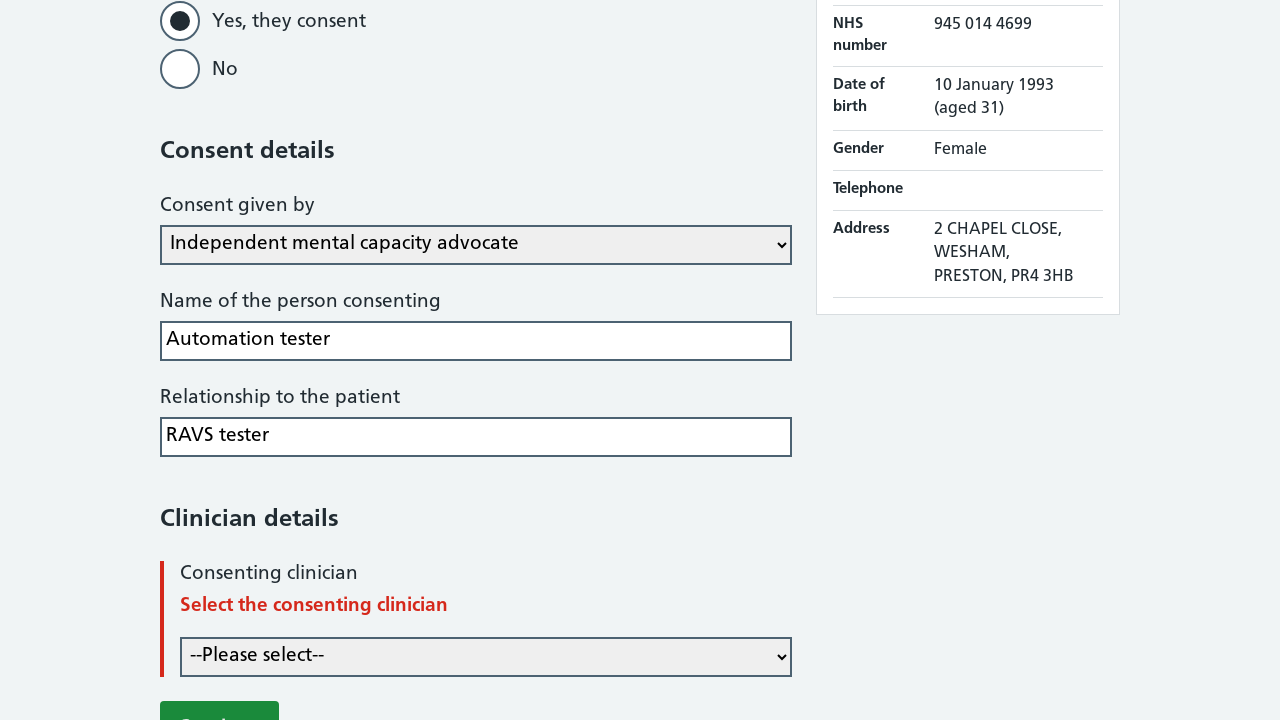 Yes, they consent
No
Consent details
Consent given by
Independent mental capacity advocate
Name of the person consenting
Automation tester
Relationship to the patient
RAVS tester
Clinician details
Consenting clinician
Select the consenting clinician
--Please select--
NHS
number
945 014 4699
Date of
birth
10 January 1993
(aged 31)
Gender
Female
Telephone
Address
2 CHAPEL CLOSE,
WESHAM,
PRESTON, PR4 3HB